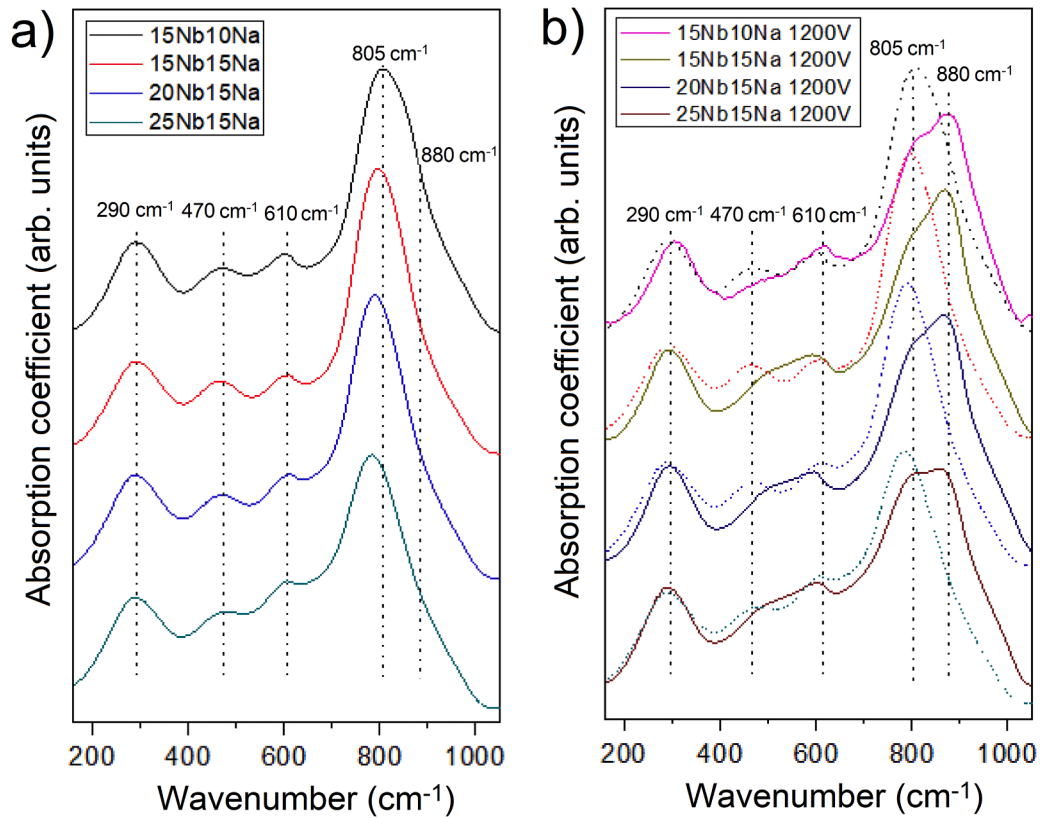 a)
15Nb10Na
15Nb15Na
20Nb15Na
25Nb15Na
805 cm⁻¹
880 cm⁻¹
290 cm⁻¹ 470 cm⁻¹ 610 cm⁻¹
Absorption coefficient (arb. units)
200 400 600 800 1000
Wavenumber (cm⁻¹)
b)
15Nb10Na 1200V
15Nb15Na 1200V
20Nb15Na 1200V
25Nb15Na 1200V
805 cm⁻¹
880 cm⁻¹
290 cm⁻¹ 470 cm⁻¹ 610 cm⁻¹
Absorption coefficient (arb. units)
200 400 600 800 1000
Wavenumber (cm⁻¹)